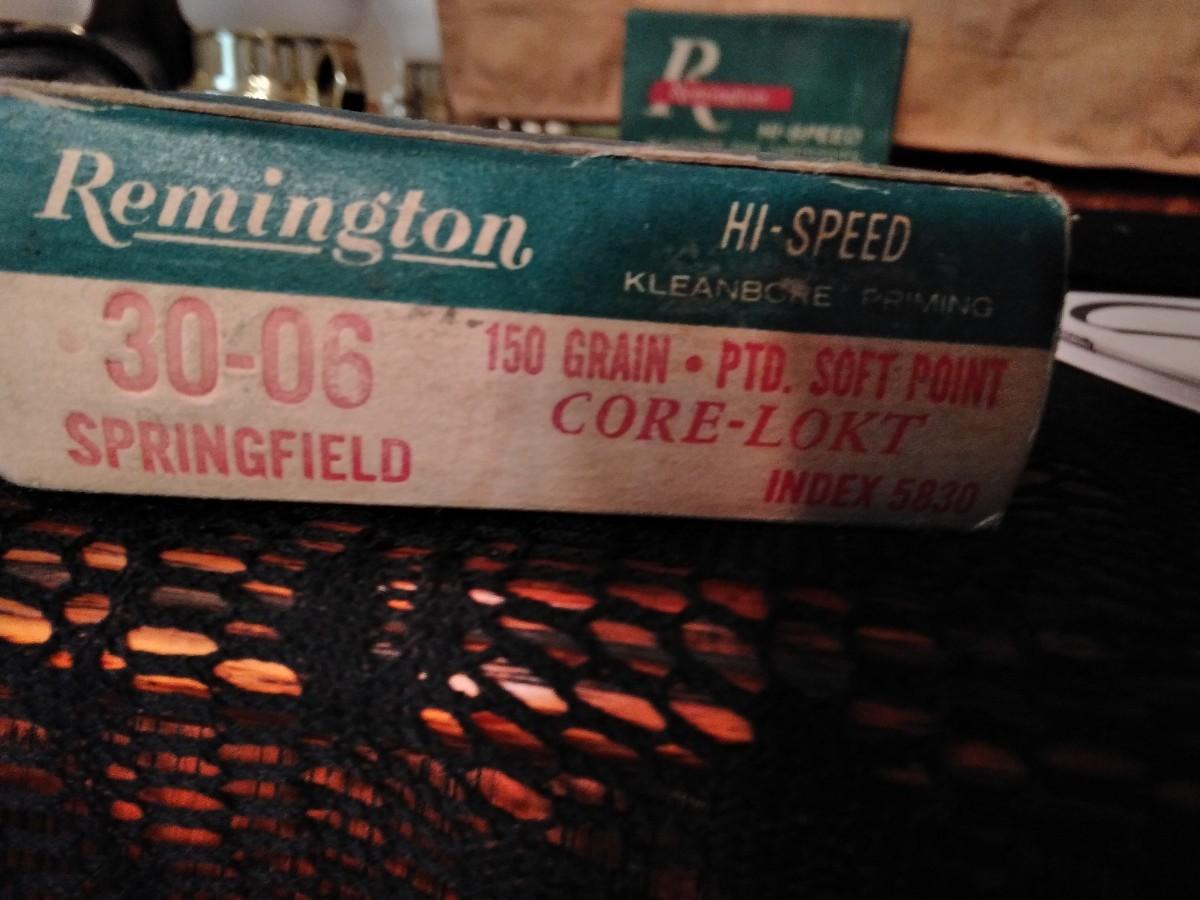 R
Remington
HI-SPEED
Remington
HI-SPEED
KLEANBORE PRIMING
30-06
SPRINGFIELD
150 GRAIN • PTD. SOFT POINT
CORE-LOKT
INDEX 5830